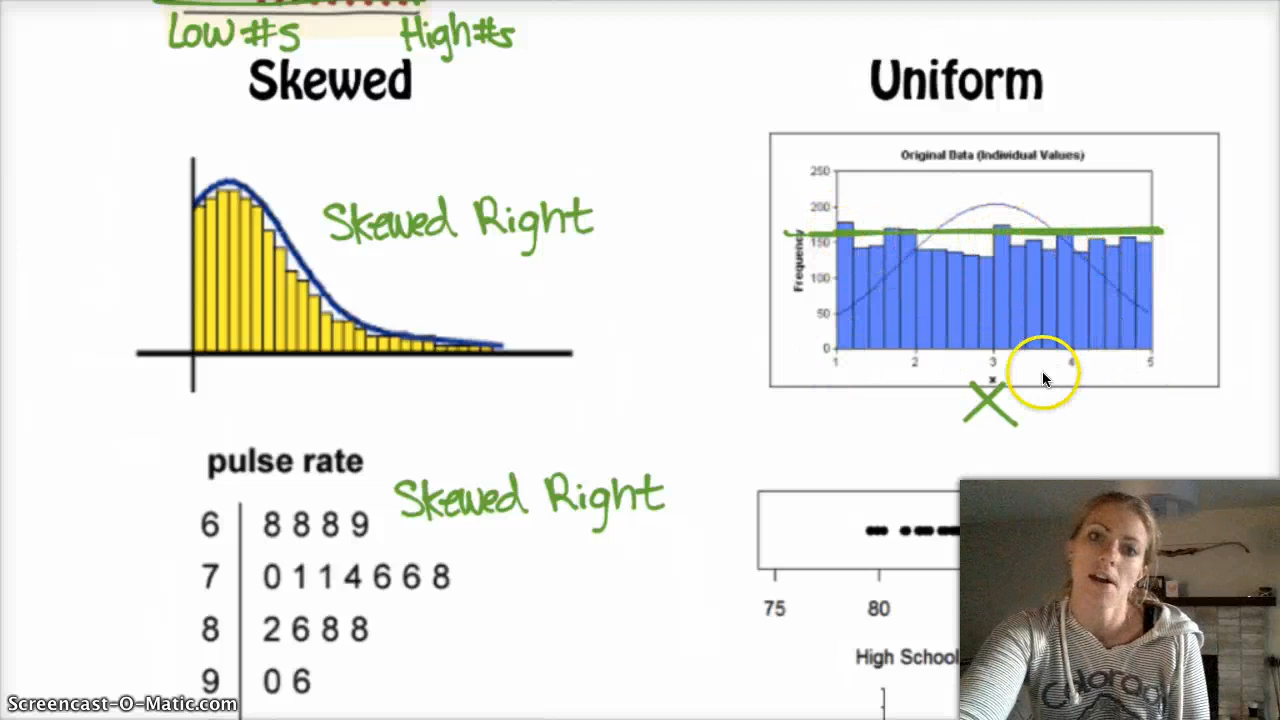 Low #s High #s
Skewed Uniform
Original Data (Individual Values)
Skewed Right
Frequency
250
200
150
100
50
0
1 2 3 4 5
x
pulse rate
Skewed Right
6 8 8 8 9
7 0 1 1 4 6 6 8
8 2 6 8 8
9 0 6
75 80
High School
Screencast-O-Matic.com